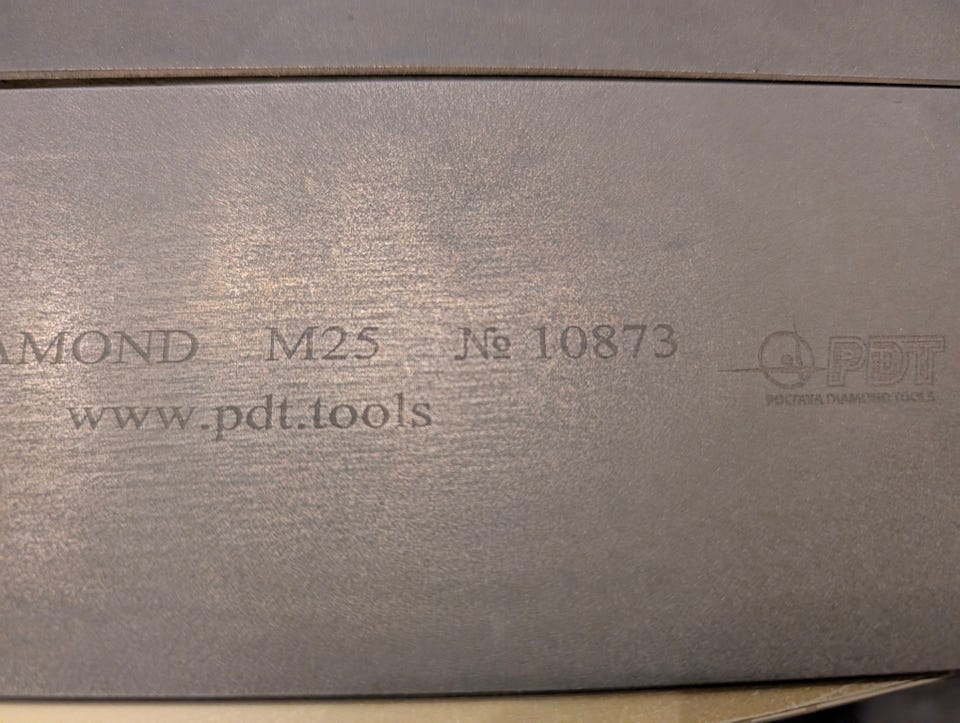 AMOND M25 № 10873
www.pdt.tools
PDT
POLTAVA DIAMOND TOOLS